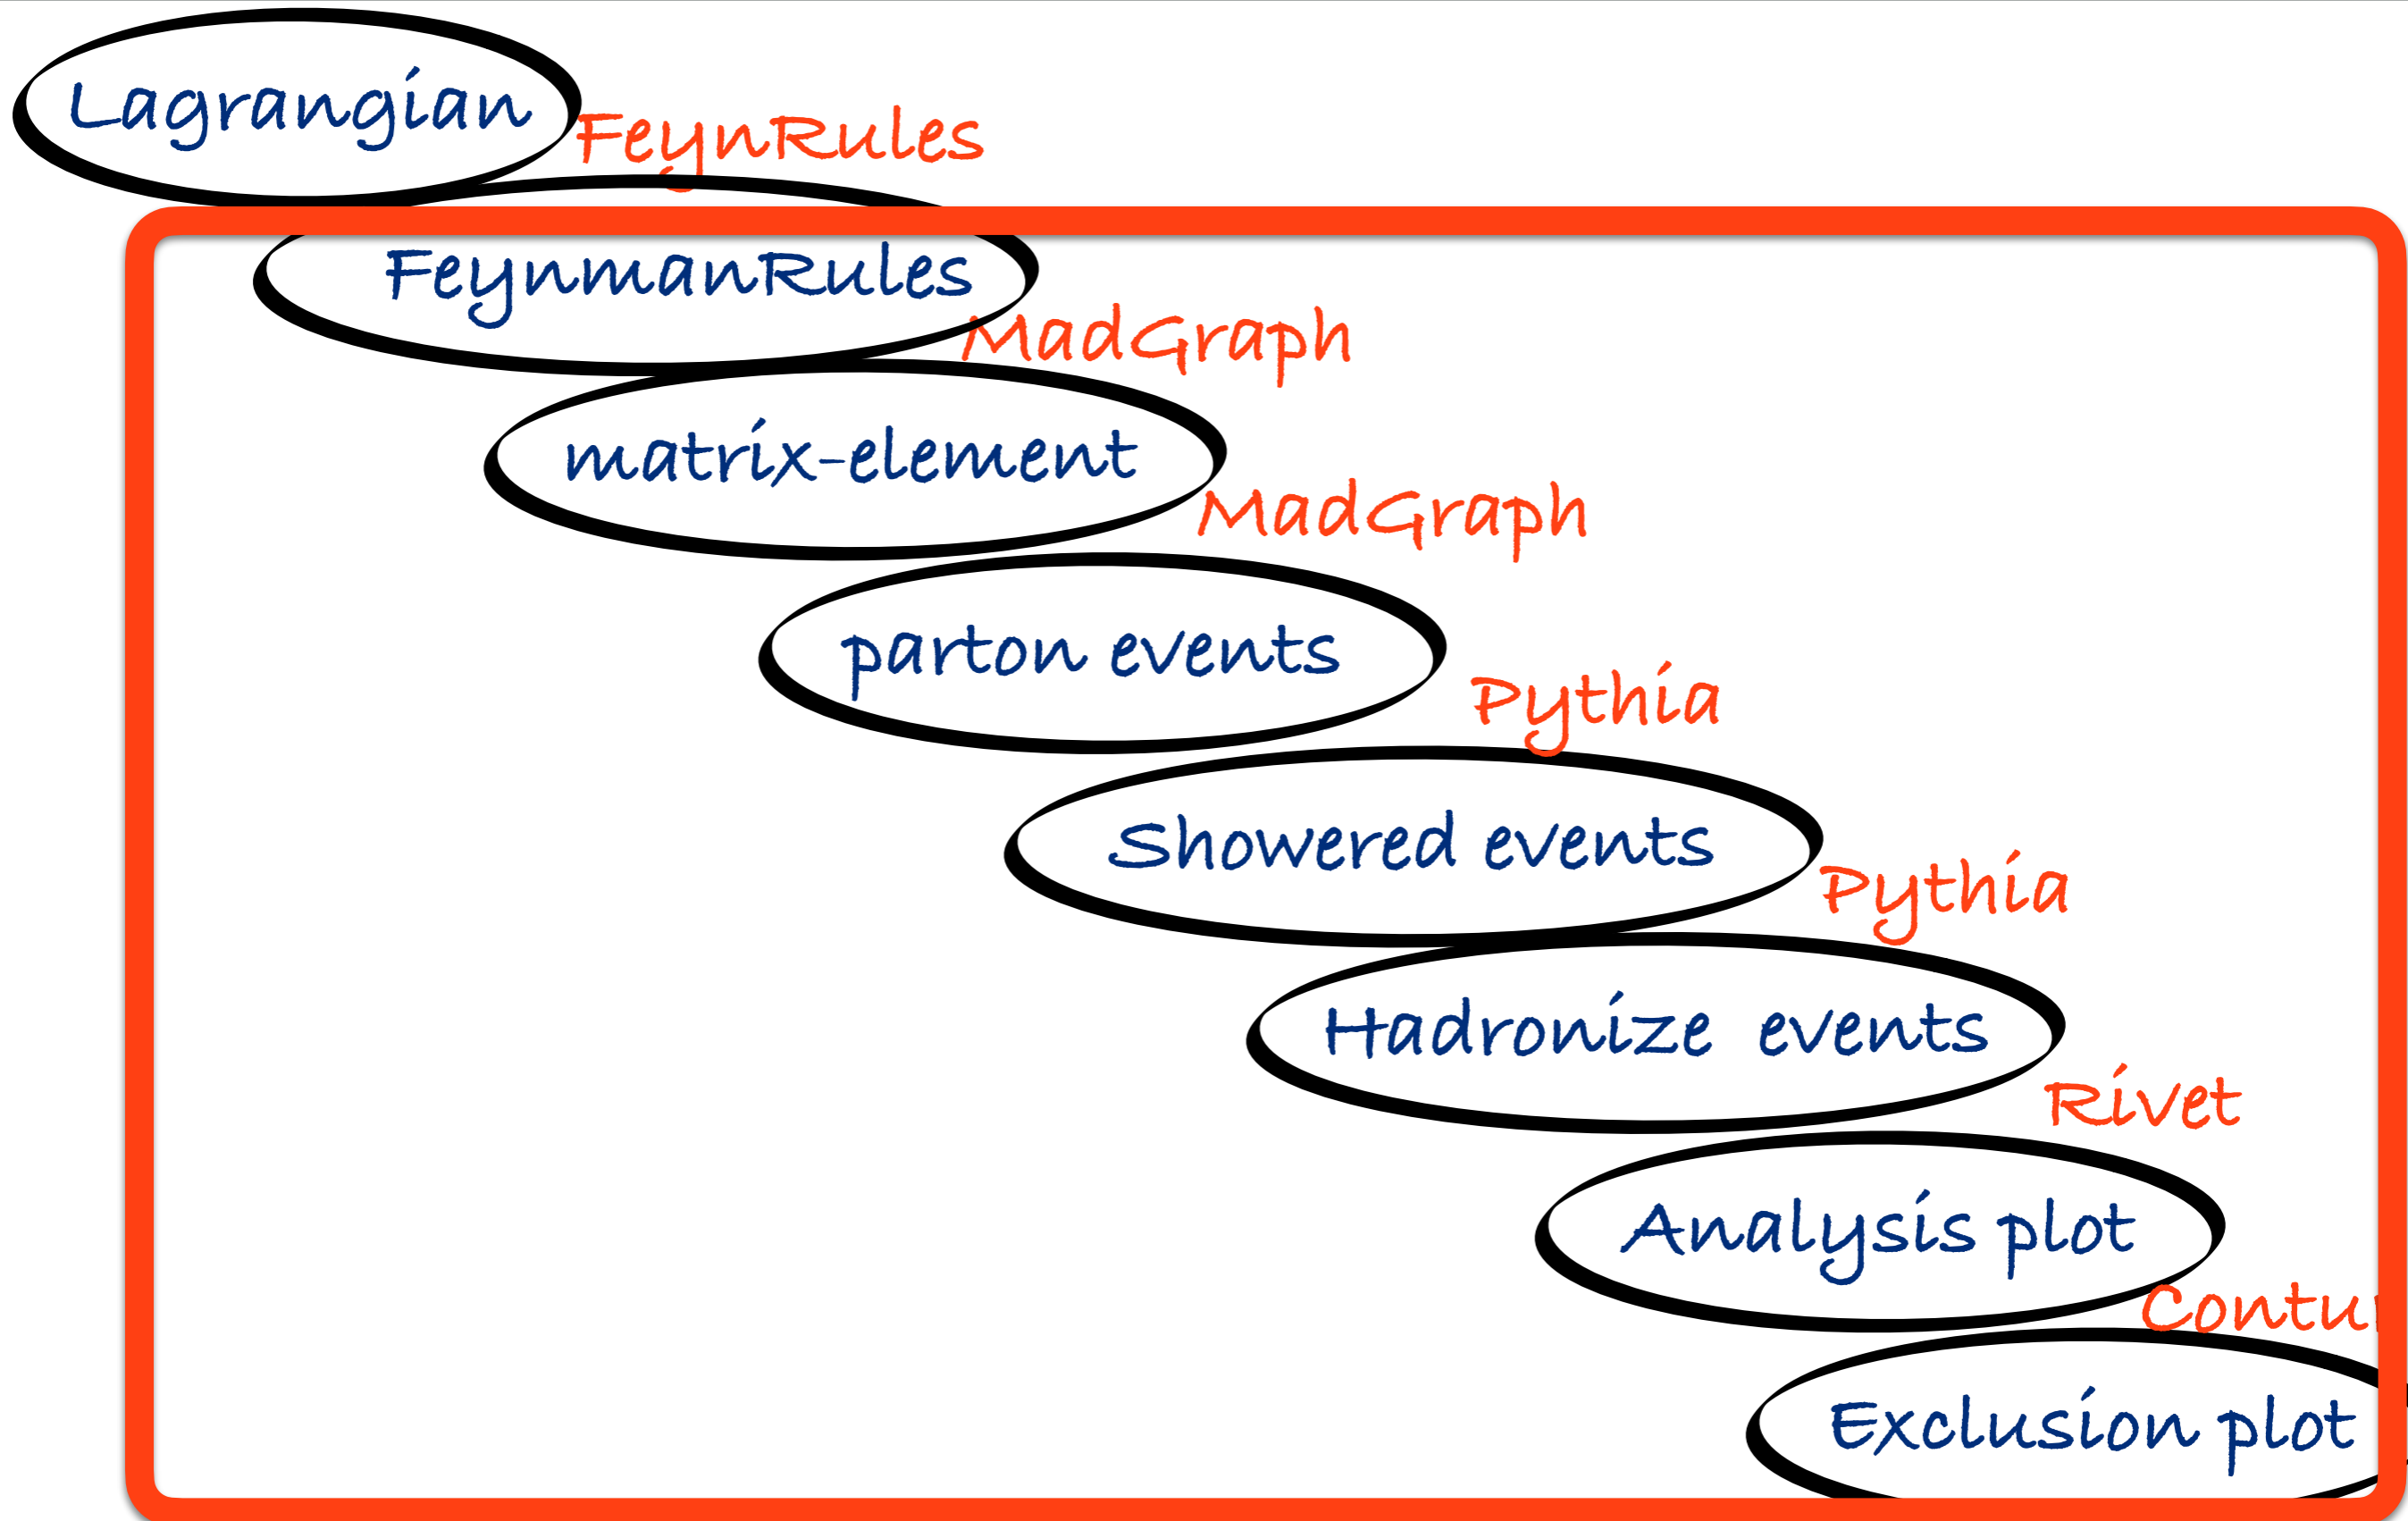 Lagrangian
FeynRules
FeynmanRules
MadGraph
matrix-element
MadGraph
parton events
Pythia
Showered events
Pythia
Hadronize events
Rivet
Analysis plot
Contur
Exclusion plot